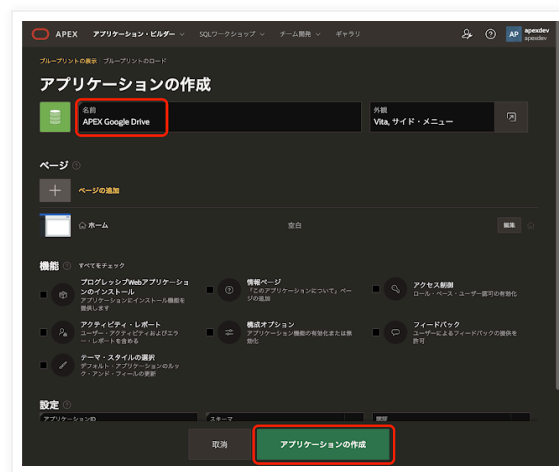 APEX アプリケーション・ビルダー SQLワークショップ チーム開発 ギャラリ AP apexdev
apexdev
ブループリントの表示 | ブループリントのロード
アプリケーションの作成
名前 外観
APEX Google Drive Vita, サイド・メニュー
ページ
ページの追加
ホーム 空白 編集
機能 すべてをチェック
プログレッシブWebアプリケーションのインストール
アプリケーションにインストール機能を提供します
情報ページ
「このアプリケーションについて」ページの追加
アクセス制御
ロール・ベース・ユーザー認可の有効化
アクティビティ・レポート
ユーザー・アクティビティおよびエラー・レポートを含める
構成オプション
アプリケーション機能の有効化または無効化
フィードバック
ユーザーによるフィードバックの提供を許可
テーマ・スタイルの選択
デフォルト・アプリケーションのルック・アンド・フィールの更新
設定
アプリケーションID スキーマ
取消 アプリケーションの作成